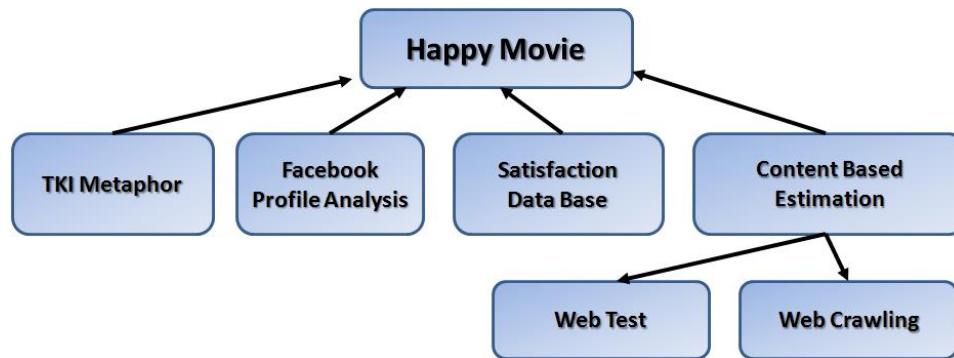 Happy Movie
TKI Metaphor
Facebook
Profile Analysis
Satisfaction
Data Base
Content Based
Estimation
Web Test
Web Crawling